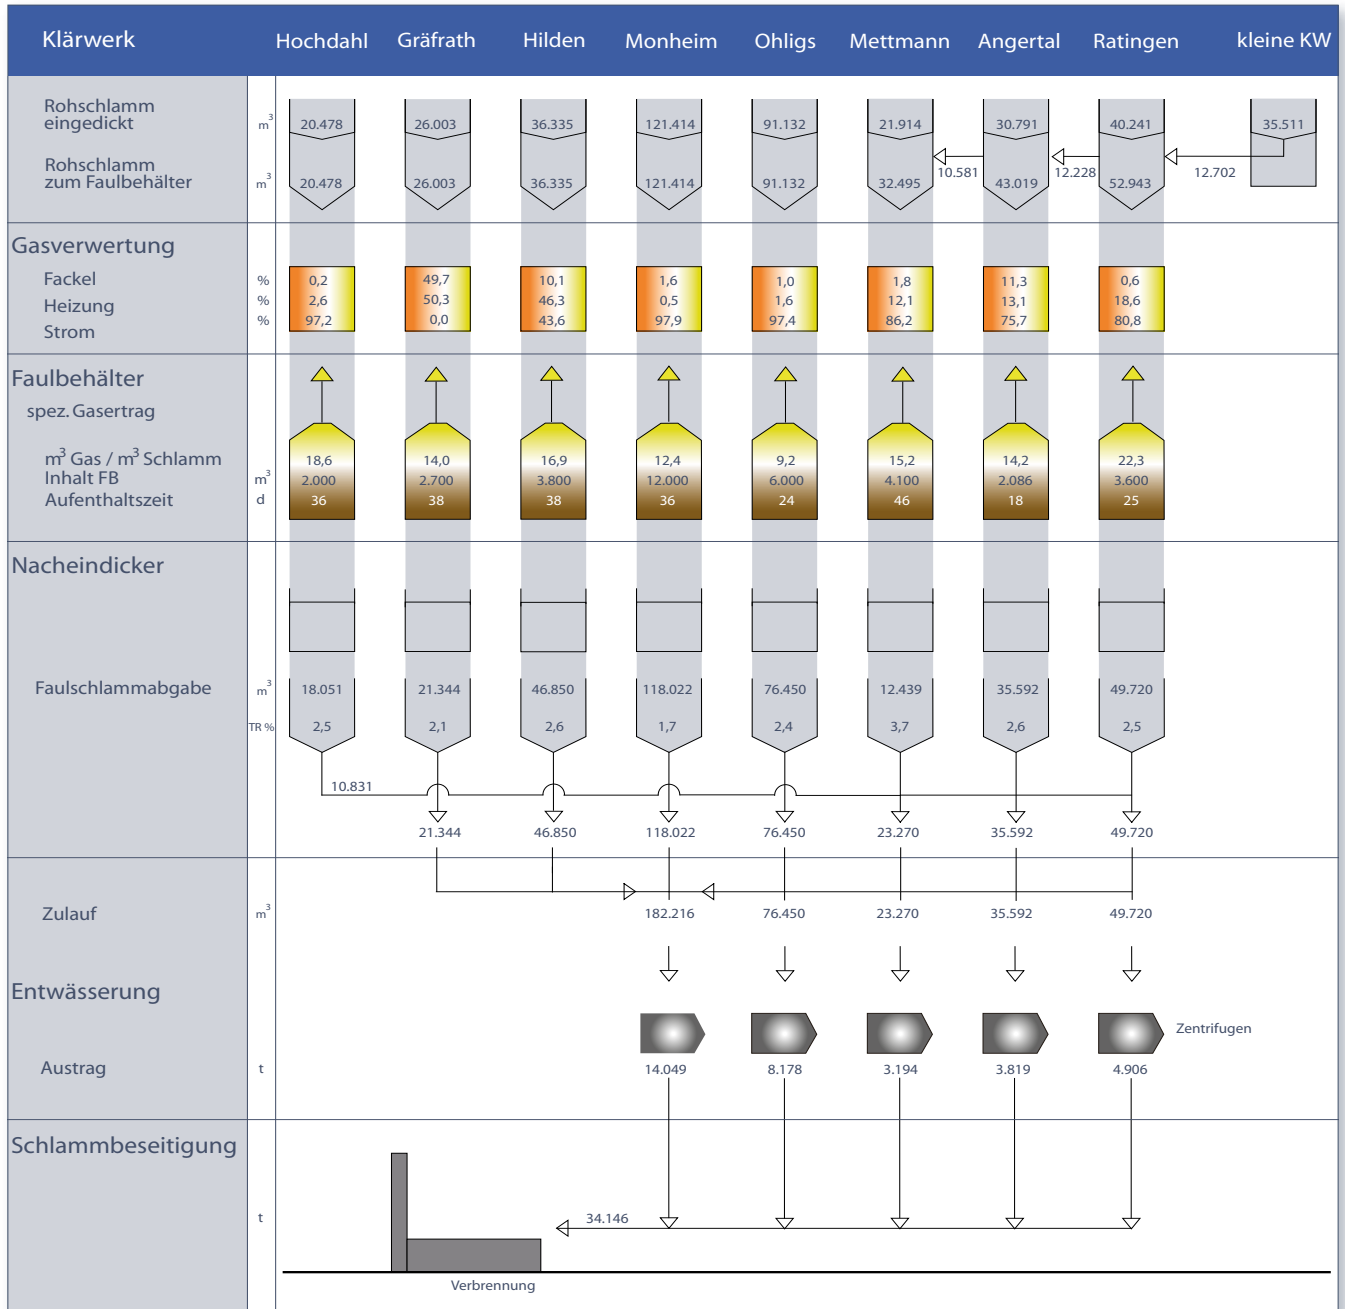 Klärwerk Hochdahl Gräfrath Hilden Monheim Ohligs Mettmann Angertal Ratingen kleine KW
Rohschlamm
eingedickt m³ 20.478 26.003 36.335 121.414 91.132 21.914 30.791 40.241 35.511
10.581 12.228 12.702
Rohschlamm
zum Faulbehälter m³ 20.478 26.003 36.335 121.414 91.132 32.495 43.019 52.943
Gasverwertung
Fackel % 0,2 49,7 10,1 1,6 1,0 1,8 11,3 0,6
Heizung % 2,6 50,3 46,3 0,5 1,6 12,1 13,1 18,6
Strom % 97,2 0,0 43,6 97,9 97,4 86,2 75,7 80,8
Faulbehälter
spez. Gasertrag
m³ Gas / m³ Schlamm 18,6 14,0 16,9 12,4 9,2 15,2 14,2 22,3
Inhalt FB m³ 2.000 2.700 3.800 12.000 6.000 4.100 2.086 3.600
Aufenthaltszeit d 36 38 38 36 24 46 18 25
Nacheindicker
Faulschlammabgabe m³ 18.051 21.344 46.850 118.022 76.450 12.439 35.592 49.720
TR % 2,5 2,1 2,6 1,7 2,4 3,7 2,6 2,5
10.831
21.344 46.850 118.022 76.450 23.270 35.592 49.720
Zulauf m³ 182.216 76.450 23.270 35.592 49.720
Entwässerung
Zentrifugen
Austrag t 14.049 8.178 3.194 3.819 4.906
Schlammbeseitigung
t 34.146
Verbrennung